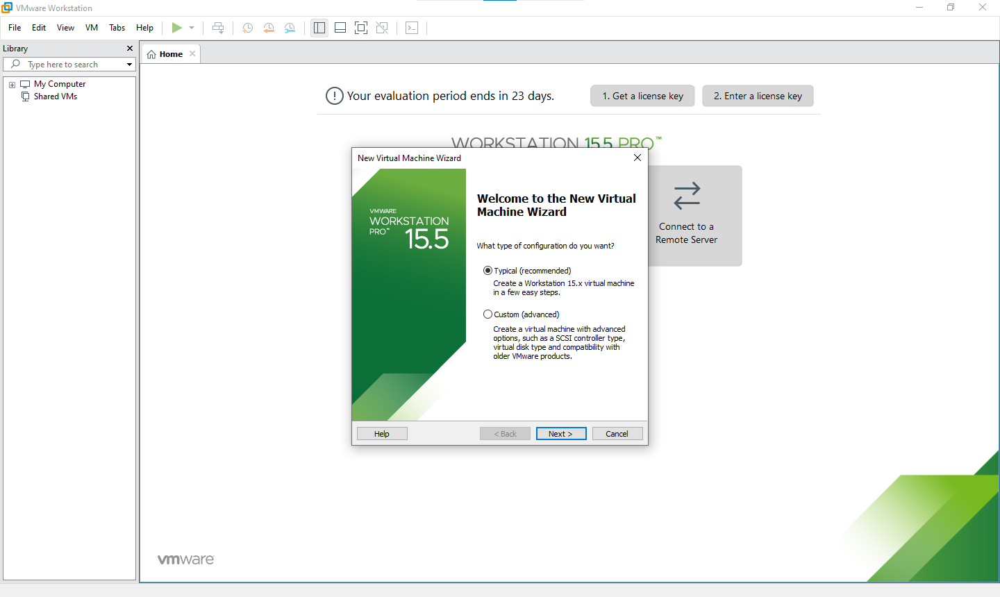 VMware Workstation
File Edit View VM Tabs Help
Library
Type here to search
My Computer
Shared VMs
Home
Your evaluation period ends in 23 days.
1. Get a license key
2. Enter a license key
WORKSTATION 15.5 PRO™
New Virtual Machine Wizard
VMWARE
WORKSTATION
PRO™ 15.5
Welcome to the New Virtual
Machine Wizard
What type of configuration do you want?
Typical (recommended)
Create a Workstation 15.x virtual machine
in a few easy steps.
Custom (advanced)
Create a virtual machine with advanced
options, such as a SCSI controller type,
virtual disk type and compatibility with
older VMware products.
Help
< Back
Next >
Cancel
Connect to a
Remote Server
vmware